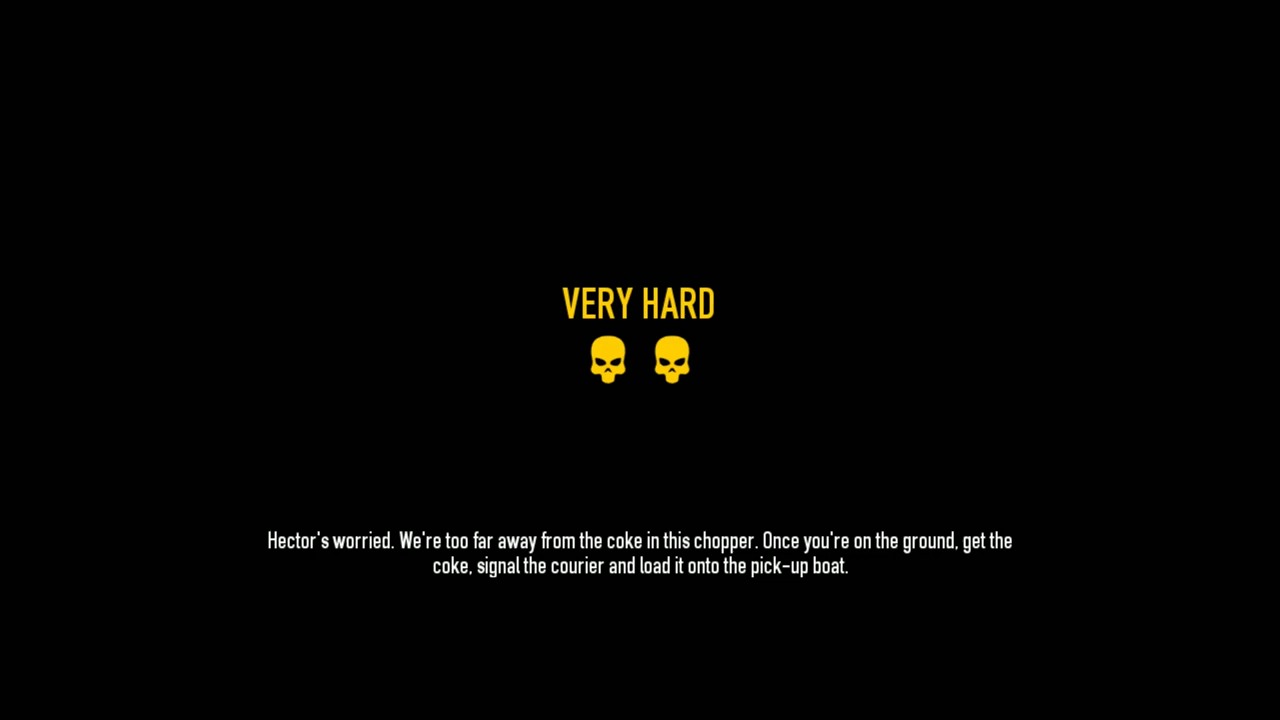 VERY HARD
Hector's worried. We're too far away from the coke in this chopper. Once you're on the ground, get the
coke, signal the courier and load it onto the pick-up boat.